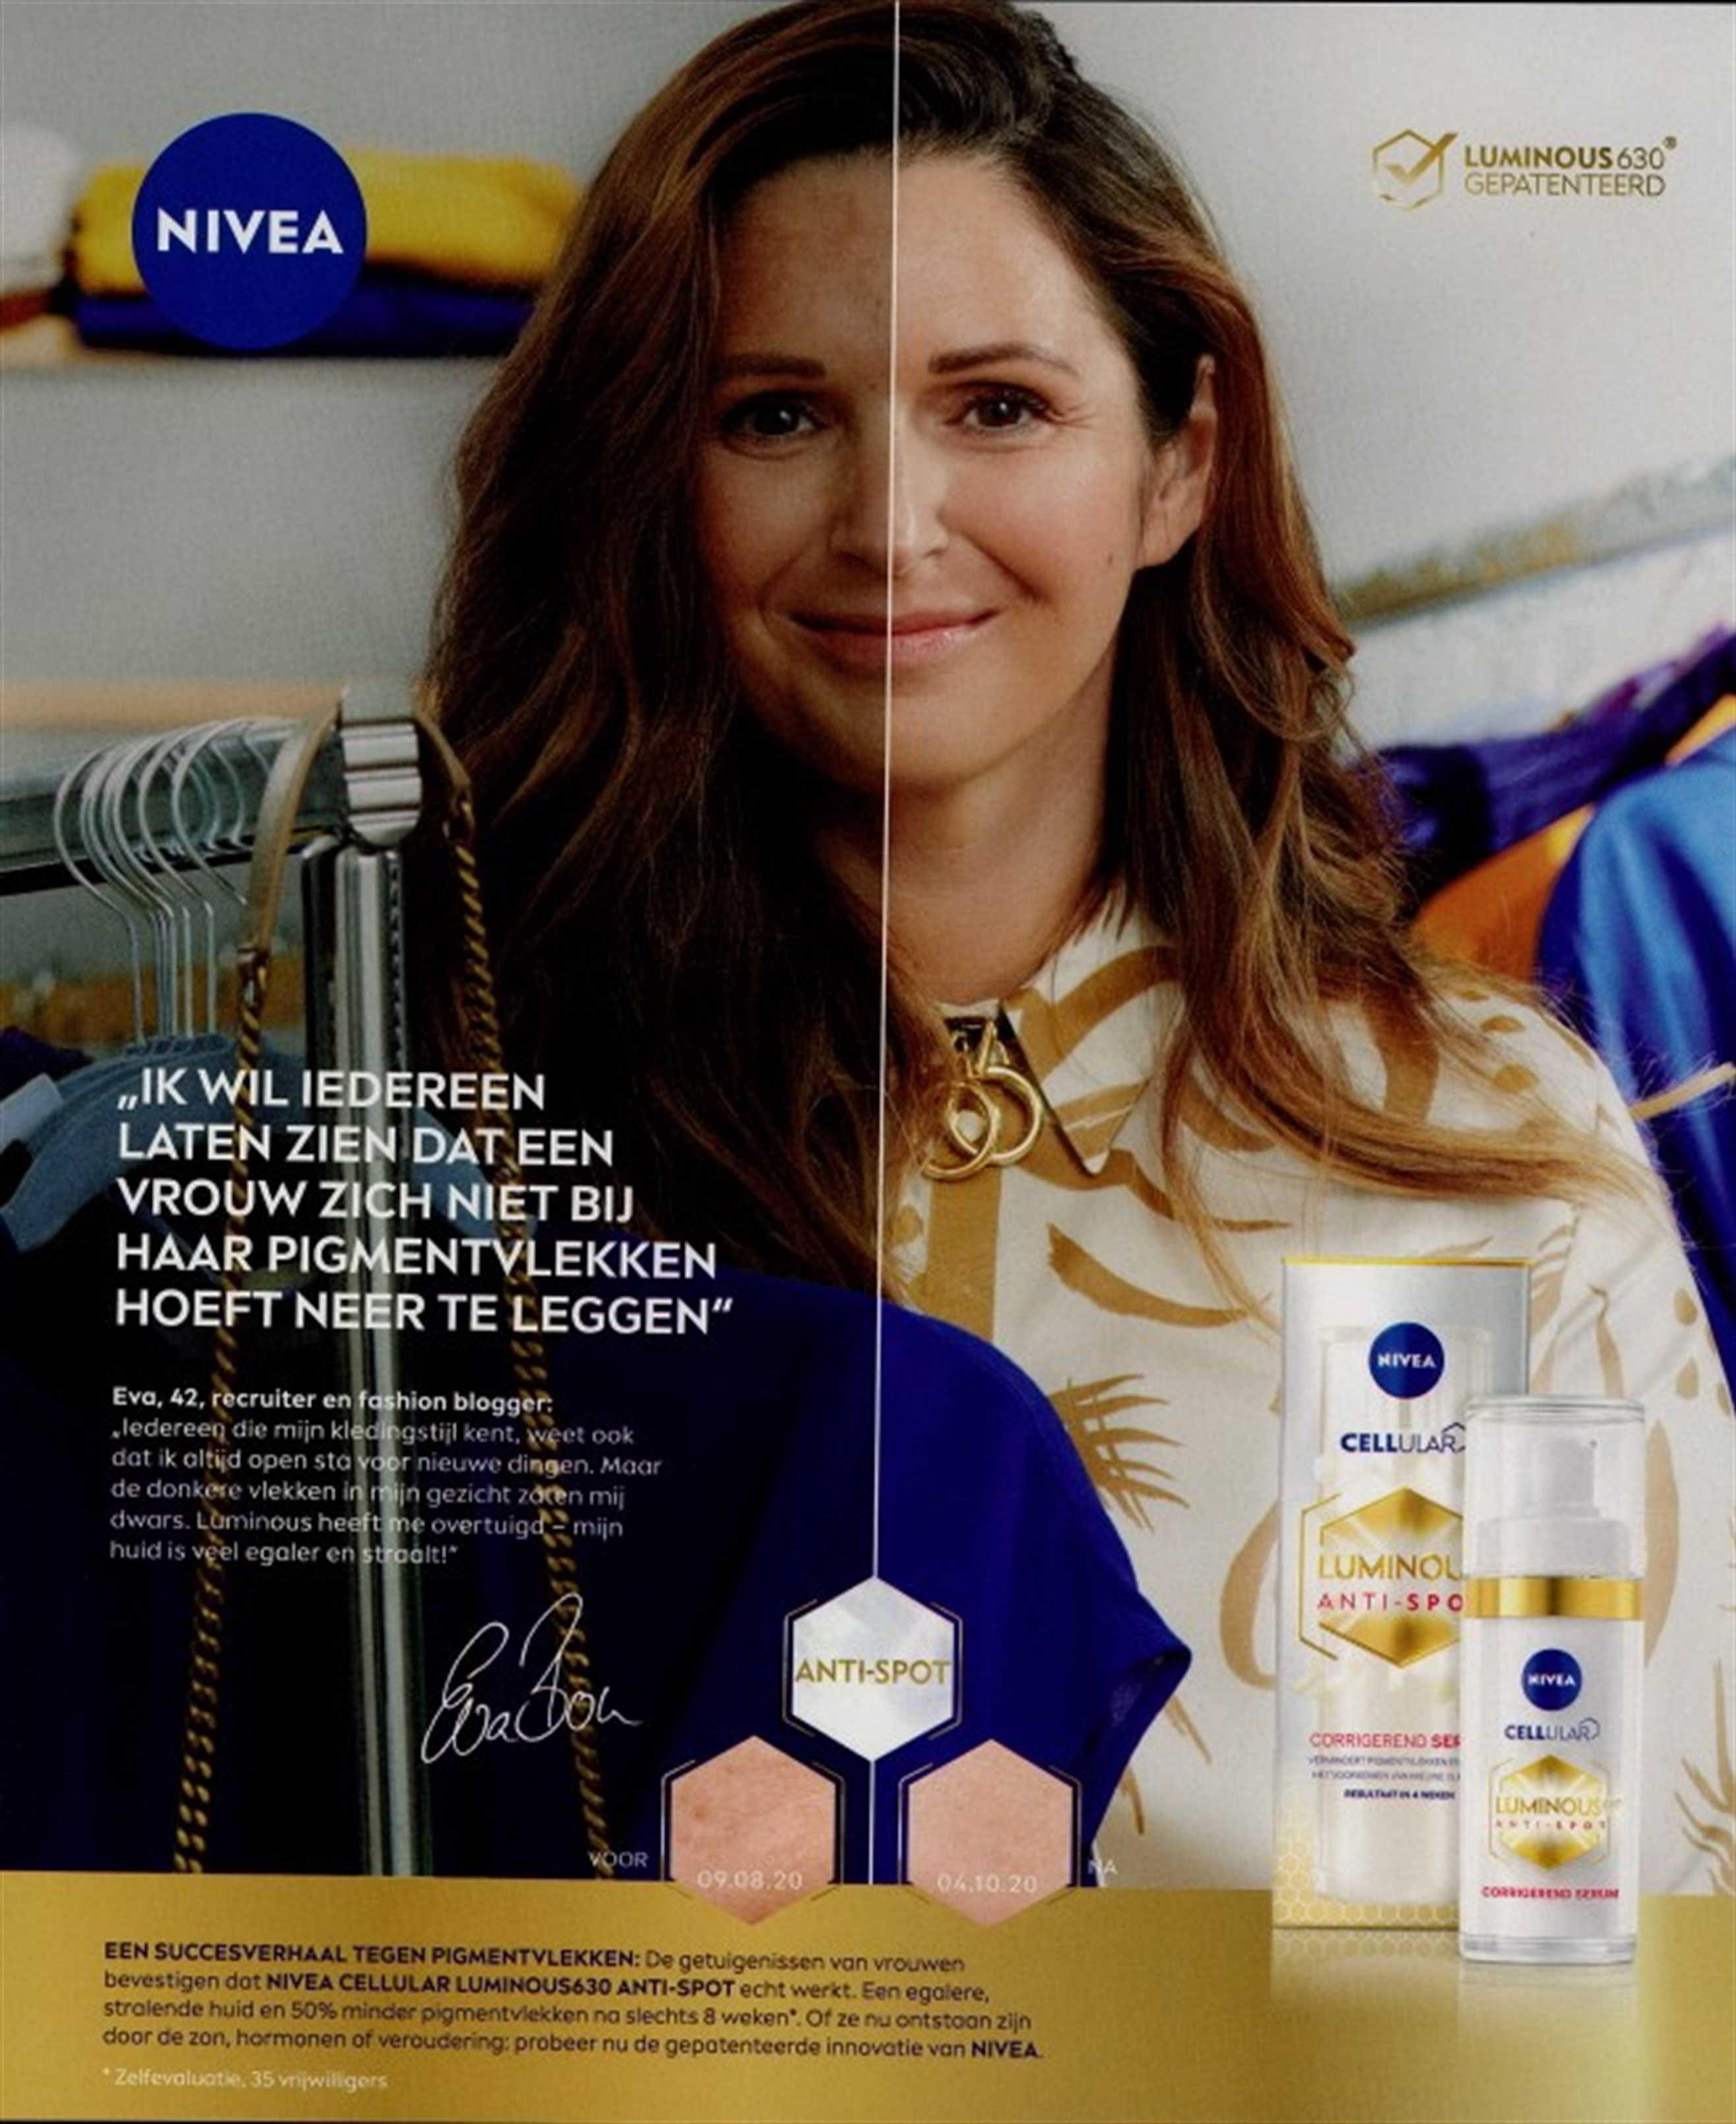 NIVEA
LUMINOUS630®
GEPATENTEERD
„IK WIL IEDEREEN
LATEN ZIEN DAT EEN
VROUW ZICH NIET BIJ
HAAR PIGMENTVLEKKEN
HOEFT NEER TE LEGGEN“
Eva, 42, recruiter en fashion blogger:
„Iedereen die mijn kledingstijl kent, weet ook
dat ik altijd open sta voor nieuwe dingen. Maar
de donkere vlekken in mijn gezicht zaten mij
dwars. Luminous heeft me overtuigd – mijn
huid is veel egaler en straalt!“
ANTI-SPOT
VOOR
09.08.20
04.10.20
NA
NIVEA
CELLULAR
LUMINOU
ANTI-SPO
CORRIGEREND SER
RESULTAAT IN 4 WEKEN
NIVEA
CELLULAR
LUMINOUS
ANTI-SPOT
CORRIGEREND SERUM
EEN SUCCESVERHAAL TEGEN PIGMENTVLEKKEN: De getuigenissen van vrouwen
bevestigen dat NIVEA CELLULAR LUMINOUS630 ANTI-SPOT echt werkt. Een egalere,
stralende huid en 50% minder pigmentvlekken na slechts 8 weken*. Of ze nu ontstaan zijn
door de zon, hormonen of veroudering: probeer nu de gepatenteerde innovatie van NIVEA.
* Zelfevaluatie, 35 vrijwilligers